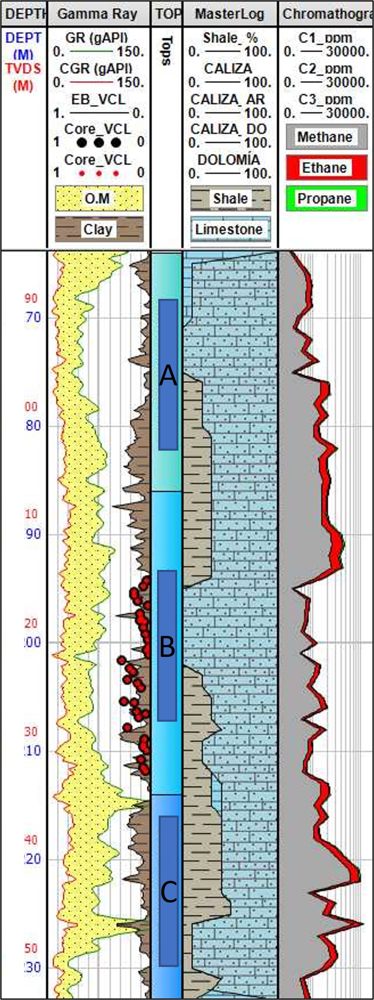 DEPTH Gamma Ray TOP MasterLog Chromathogra
DEPT
(M)
TVDS
(M)
GR (gAPI)
0. 150.
CGR (gAPI)
0. 150.
EB_VCL
1. 0.
Core_VCL
1 0
Core_VCL
1 0
O.M
Clay
Tops
Shale_%
0. 100.
CALIZA
0. 100.
CALIZA_AR
0. 100.
CALIZA_DO
0. 100.
DOLOMÍA
0. 100.
Shale
Limestone
C1_ppm
0. 30000.
C2_ppm
0. 30000.
C3_ppm
0. 30000.
Methane
Ethane
Propane
90
70
A
00
80
10
90
20
00
B
30
10
40
20
C
50
30